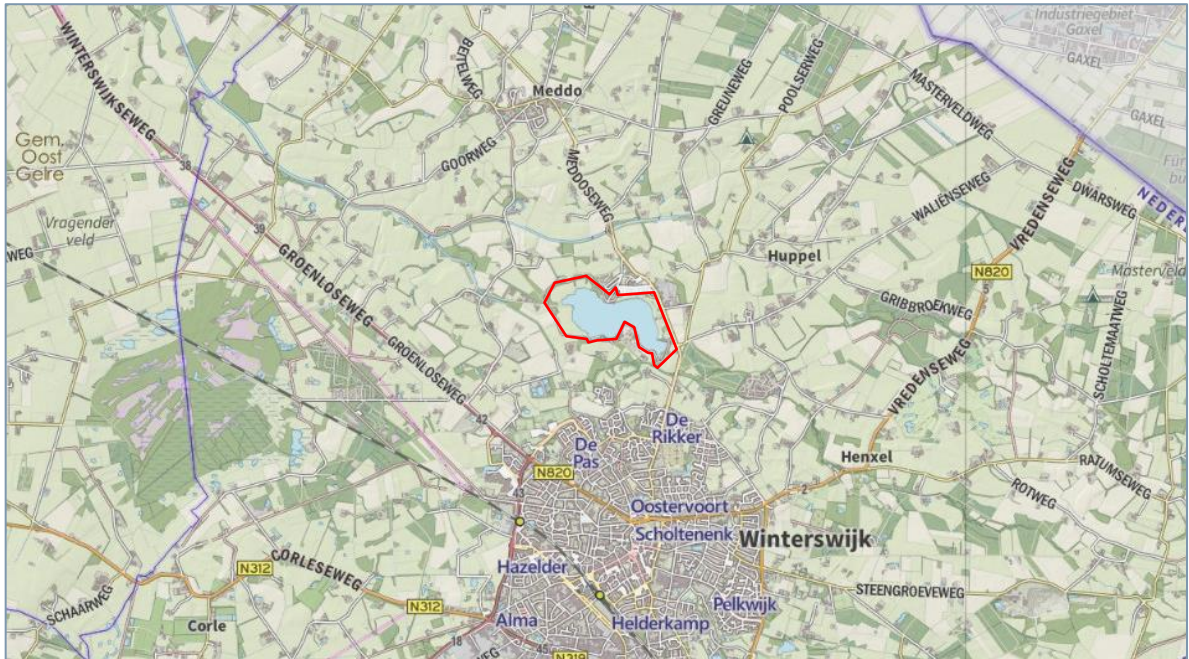 Industriegebiet
Gaxel
GAXEL
WINTERSWIJKSEWEG
BEITELWEG
Meddo
GREUNEWEG
POOLSERWEG
MASTERVELDWEG
GAXEL
Gem.
Oost
Gelre
38
GOORWEG
MEDDOSEWEG
WALIENSEWEG
VREDENSEWEG
DWARSWEG
Vragender
veld
39
Huppel
WEG
GROENLOSEWEG
N820
Masterveld
GRIBBROEKWEG
SCHOLTEMAATWEG
GROENLOSEWEG
VREDENSEWEG
42
De
Pas
De
Rikker
Henxel
N820
RATUMSEWEG
43
2
ROTWEG
Oostervoort
Scholtenenk
Winterswijk
CORLESEWEG
N312
Hazelder
STEENGROEVEWEG
SCHAARWEG
N312
Pelkwijk
Corle
Alma
Helderkamp
18
45